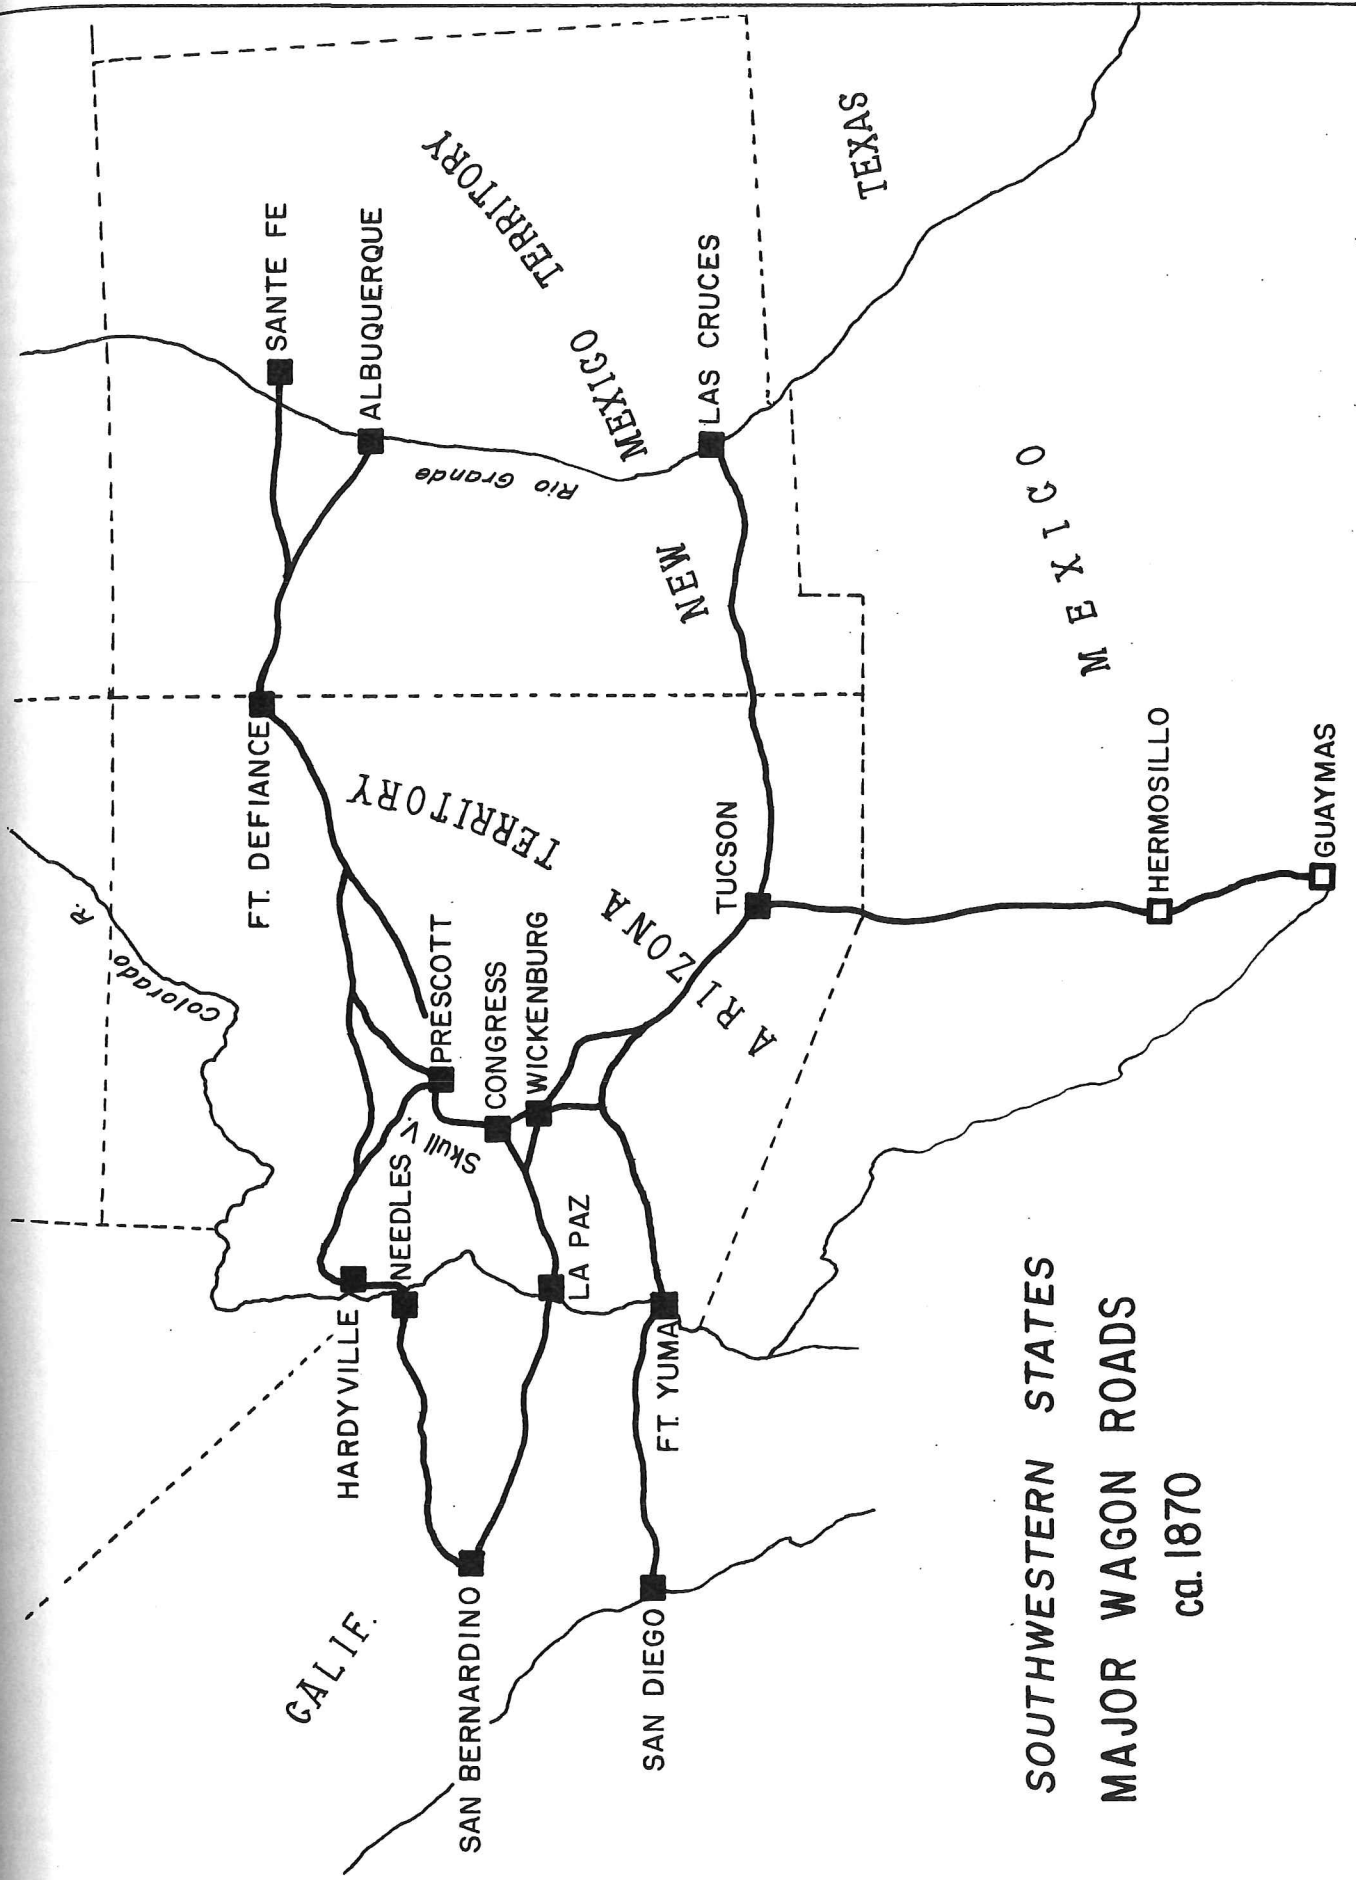 SOUTHWESTERN STATES
MAJOR WAGON ROADS
ca. 1870
CALIF.
SAN BERNARDINO
SAN DIEGO
HARDYVILLE
NEEDLES
LA PAZ
FT. YUMA
Colorado R.
Skull V.
PRESCOTT
CONGRESS
WICKENBURG
TUCSON
ARIZONA TERRITORY
FT. DEFIANCE
HERMOSILLO
GUAYMAS
MEXICO
NEW MEXICO TERRITORY
Rio Grande
SANTE FE
ALBUQUERQUE
LAS CRUCES
TEXAS